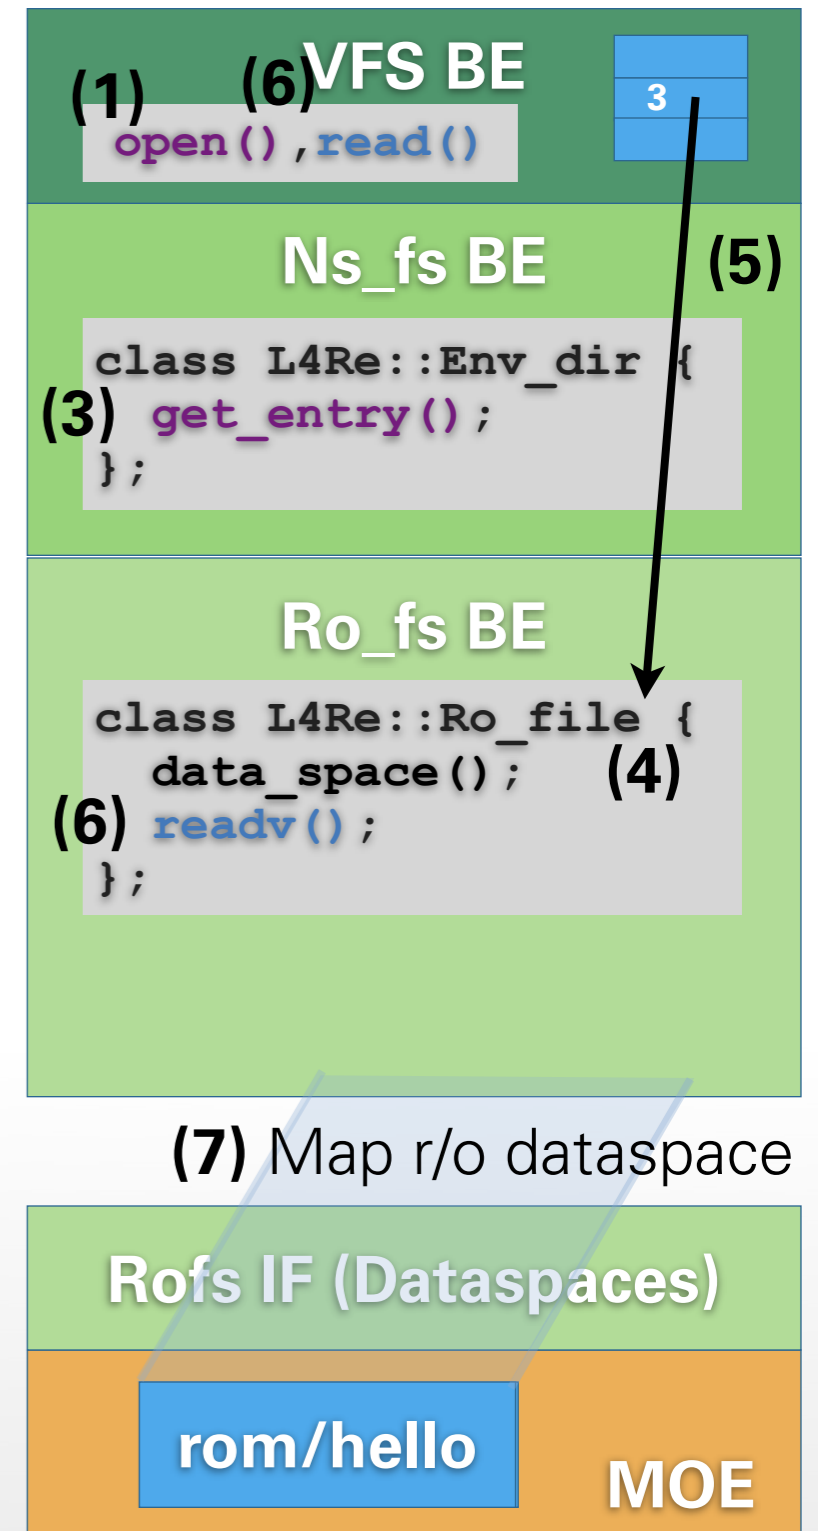 VFS BE
(1) (6)
3
open(),read()
Ns_fs BE
(5)
class L4Re::Env_dir {
(3) get_entry();
};
Ro_fs BE
class L4Re::Ro_file {
data_space(); (4)
(6) readv();
};
(7) Map r/o dataspace
Rofs IF (Dataspaces)
rom/hello
MOE